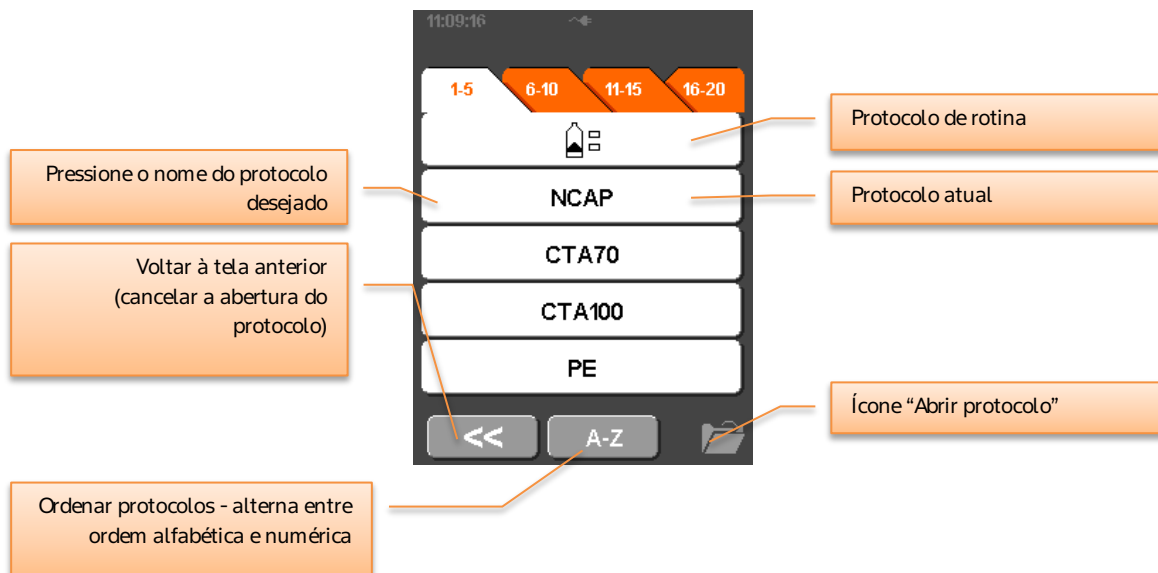 11:09:16
1-5 6-10 11-15 16-20
Protocolo de rotina
Pressione o nome do protocolo
desejado
NCAP
Protocolo atual
Voltar à tela anterior
(cancelar a abertura do
protocolo)
CTA70
CTA100
PE
Ícone “Abrir protocolo”
<< A-Z
Ordenar protocolos - alterna entre
ordem alfabética e numérica